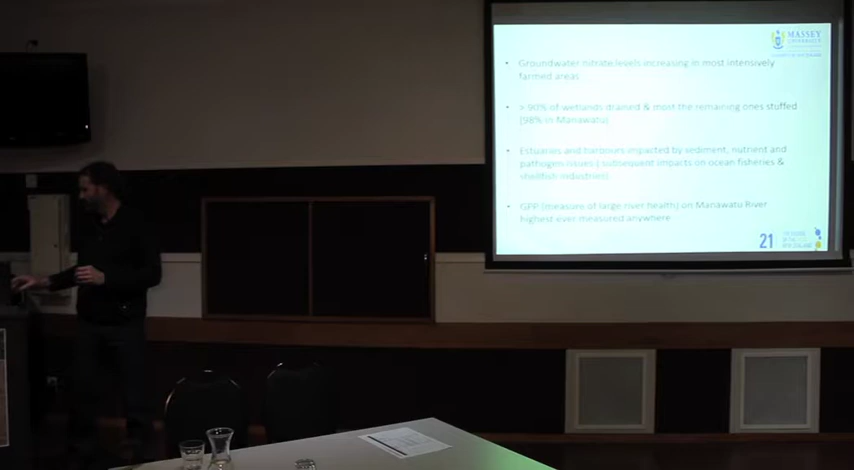 MASSEY
UNIVERSITY
• Groundwater nitrate levels increasing in most intensively
farmed areas
• > 90% of wetlands drained & most the remaining ones stuffed
(98% in Manawatu)
• Estuaries and harbours impacted by sediment, nutrient and
pathogen issues ( subsequent impacts on ocean fisheries &
shellfish industries).
• GPP (measure of large river health) on Manawatu River
highest ever measured anywhere
21